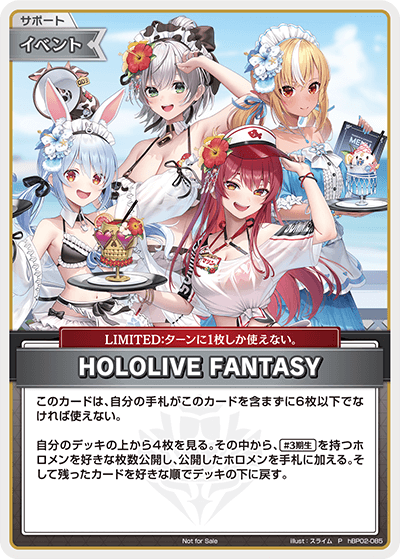 サポート
イベント
MENU
LIMITED:ターンに1枚しか使えない。
HOLOLIVE FANTASY
このカードは、自分の手札がこのカードを含まずに6枚以下でな
ければ使えない。
自分のデッキの上から4枚を見る。その中から、#3期生を持つホ
ロメンを好きな枚数公開し、公開したホロメンを手札に加える。そ
して残ったカードを好きな順でデッキの下に戻す。
Not for Sale
illust：スライム P hBP02-085